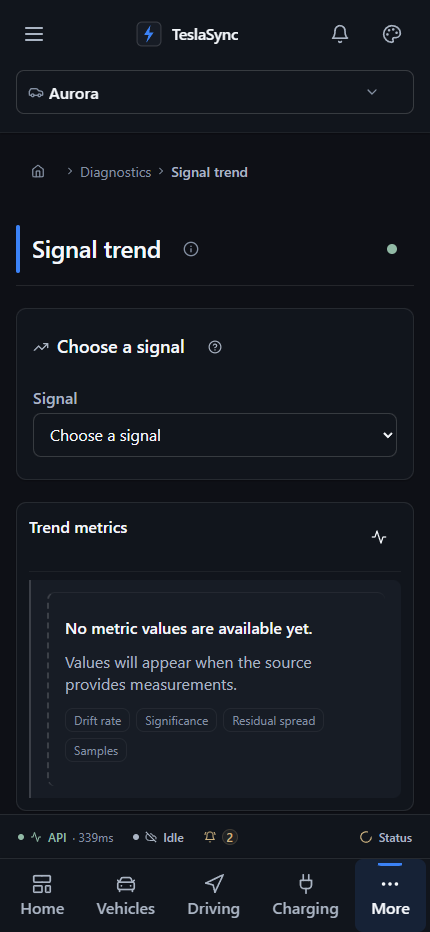 TeslaSync
Aurora
Diagnostics Signal trend
Signal trend
Choose a signal
Signal
Choose a signal
Trend metrics
No metric values are available yet.
Values will appear when the source
provides measurements.
Drift rate Significance Residual spread
Samples
API · 339ms Idle 2 Status
Home Vehicles Driving Charging More